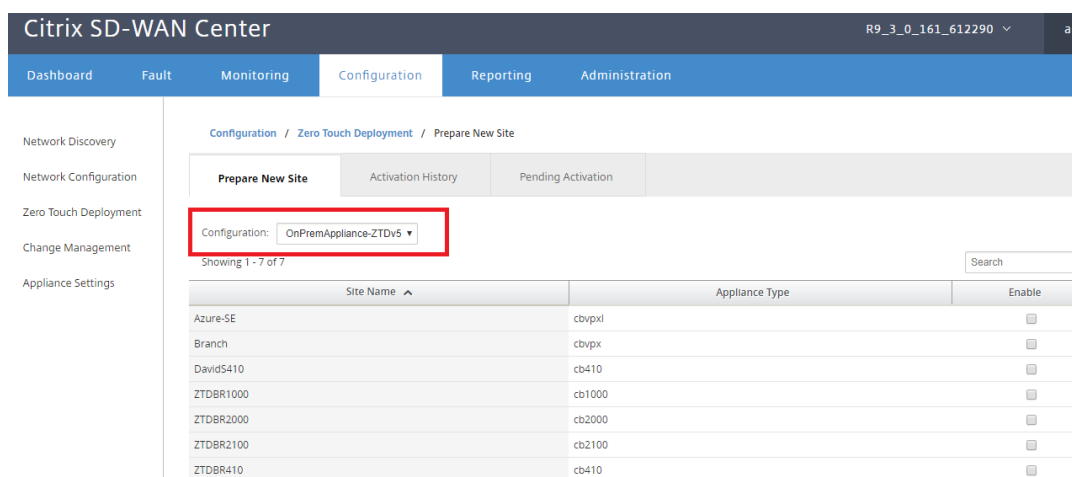 Citrix SD-WAN Center
R9_3_0_161_612290
a
Dashboard Fault Monitoring Configuration Reporting Administration
Network Discovery
Network Configuration
Zero Touch Deployment
Change Management
Appliance Settings
Configuration / Zero Touch Deployment / Prepare New Site
Prepare New Site Activation History Pending Activation
Configuration: OnPremAppliance-ZTDv5
Showing 1 - 7 of 7
Search
Site Name Appliance Type Enable
Azure-SE cbvpxl
Branch cbvpx
DavidS410 cb410
ZTDBR1000 cb1000
ZTDBR2000 cb2000
ZTDBR2100 cb2100
ZTDBR410 cb410